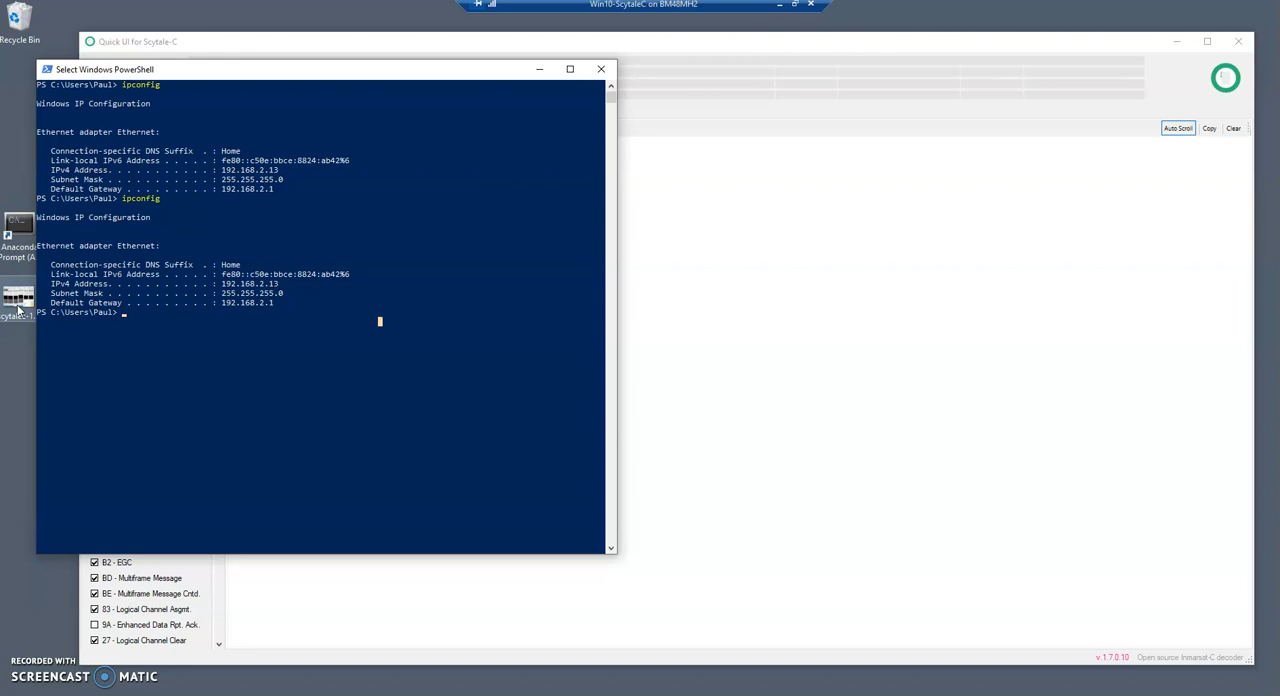 Win10-ScytaleC on BM48MH2
Recycle Bin
Quick UI for Scytale-C
Select Windows PowerShell
PS C:\Users\Paul> ipconfig
Windows IP Configuration
Ethernet adapter Ethernet:
Connection-specific DNS Suffix  . : Home
Link-local IPv6 Address . . . . . : fe80::c50e:bbce:8824:ab42%6
IPv4 Address. . . . . . . . . . . : 192.168.2.13
Subnet Mask . . . . . . . . . . . : 255.255.255.0
Default Gateway . . . . . . . . . : 192.168.2.1
PS C:\Users\Paul> ipconfig
Windows IP Configuration
Ethernet adapter Ethernet:
Connection-specific DNS Suffix  . : Home
Link-local IPv6 Address . . . . . : fe80::c50e:bbce:8824:ab42%6
IPv4 Address. . . . . . . . . . . : 192.168.2.13
Subnet Mask . . . . . . . . . . . : 255.255.255.0
Default Gateway . . . . . . . . . : 192.168.2.1
PS C:\Users\Paul>
Auto Scroll Copy Clear
Anacond
Prompt (A
scytalec-1.
B2 - EGC
BD - Multiframe Message
BE - Multiframe Message Cntd.
83 - Logical Channel Asgmt.
9A - Enhanced Data Rpt. Ack.
27 - Logical Channel Clear
v.1.7.0.10 Open source Inmarsat-C decoder
RECORDED WITH
SCREENCAST MATIC